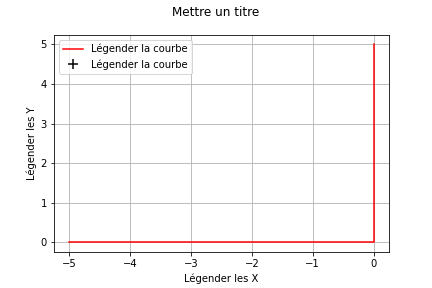 Mettre un titre
Légender la courbe
Légender la courbe
Légender les Y
5
4
3
2
1
0
−5 −4 −3 −2 −1 0
Légender les X